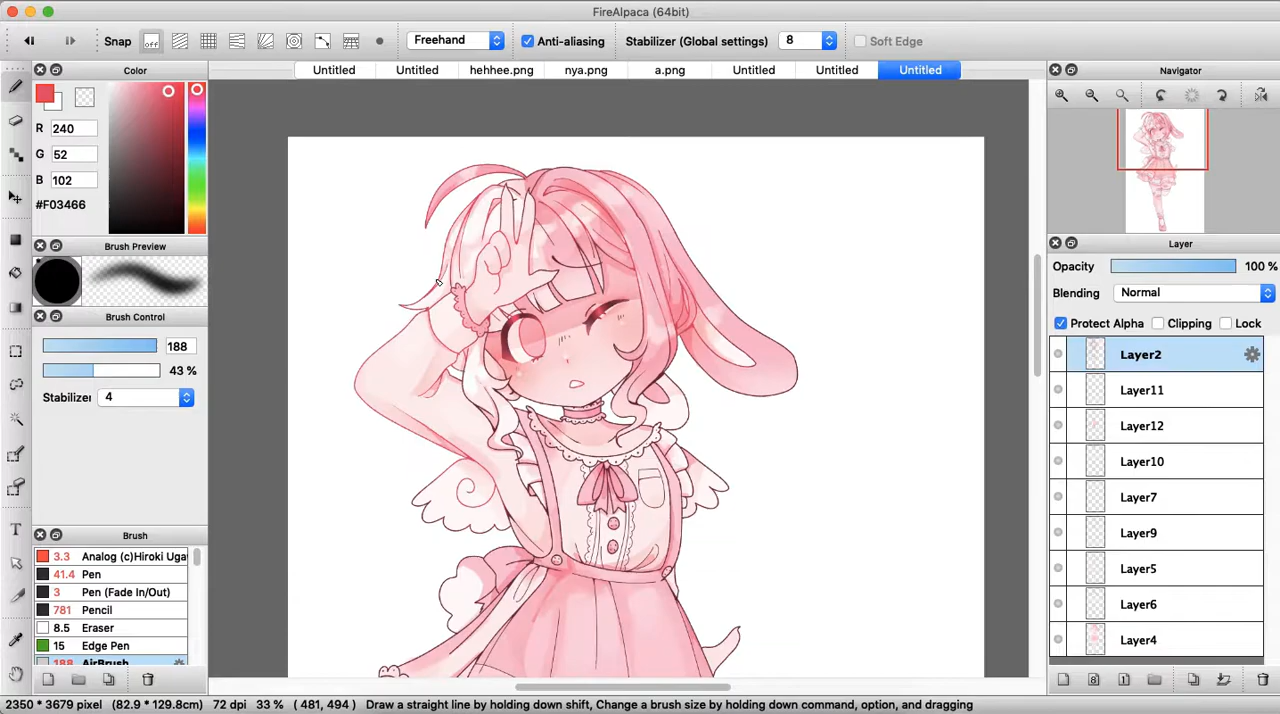 FireAlpaca (64bit)
Snap off Freehand Anti-aliasing Stabilizer (Global settings) 8 Soft Edge
Color Untitled Untitled hehhee.png nya.png a.png Untitled Untitled Untitled Navigator
R 240
G 52
B 102
#F03466
Brush Preview
Layer
Opacity 100 %
Blending Normal
Protect Alpha Clipping Lock
Brush Control
188
43 %
Stabilizer 4
Layer2
Layer11
Layer12
Layer10
Layer7
Layer9
Layer5
Layer6
Layer4
Brush
3.3 Analog (c)Hiroki Uga
41.4 Pen
3 Pen (Fade In/Out)
781 Pencil
8.5 Eraser
15 Edge Pen
188 AirBrush
T
8 1
2350 * 3679 pixel (82.9 * 129.8cm) 72 dpi 33 % ( 481, 494 ) Draw a straight line by holding down shift, Change a brush size by holding down command, option, and dragging